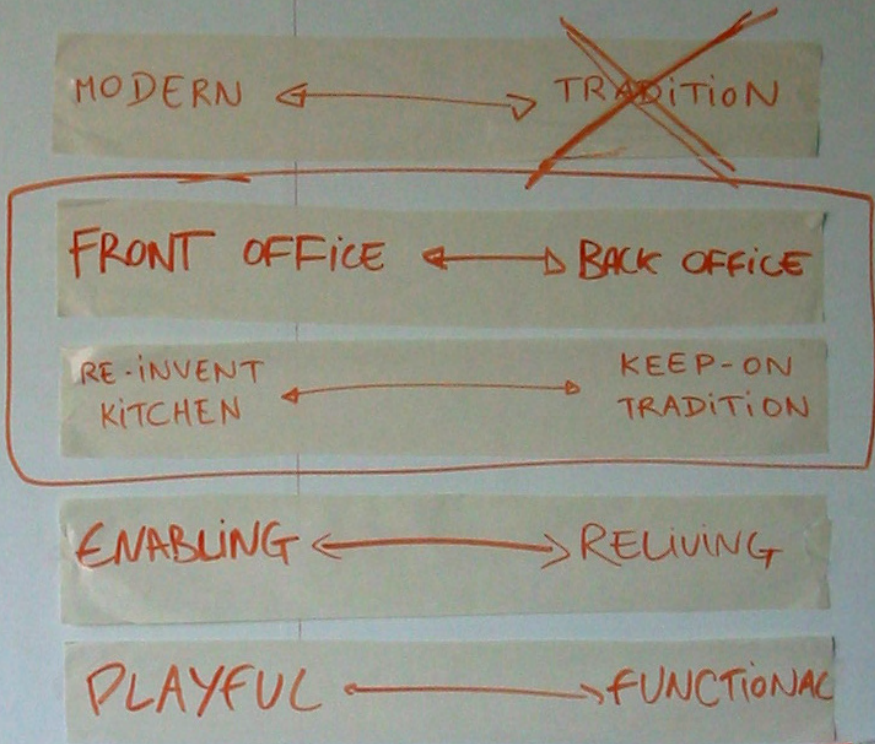 MODERN TRADITION
FRONT OFFICE BACK OFFICE
RE-INVENT KITCHEN
KEEP-ON TRADITION
ENABLING RELIVING
PLAYFUL FUNCTIONAL